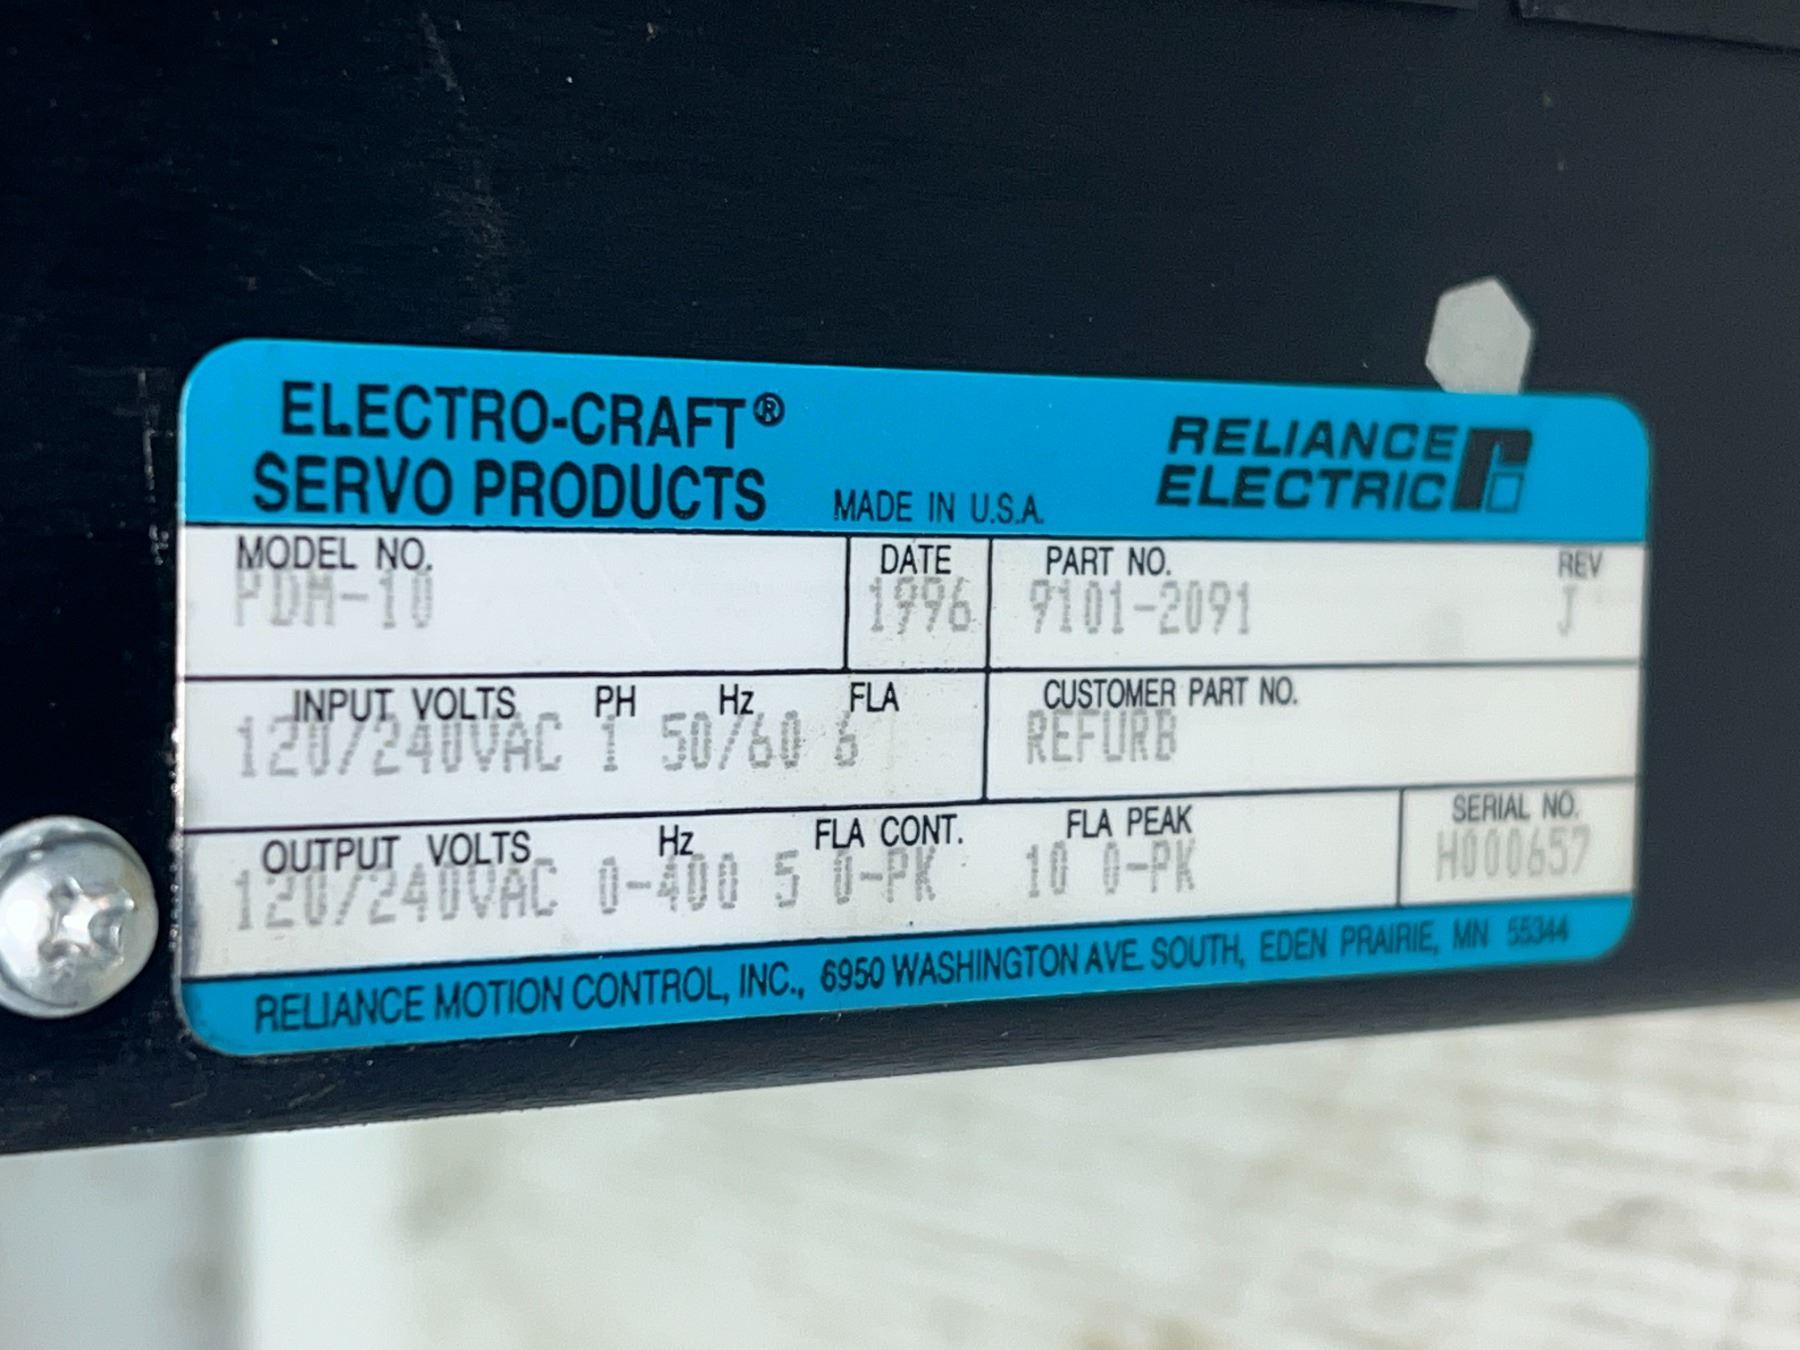 ELECTRO-CRAFT®
SERVO PRODUCTS
MADE IN U.S.A.
RELIANCE
ELECTRIC
MODEL NO.
DATE
PART NO.
REV
PDM-10
1996
9101-2091
J
INPUT VOLTS
PH
Hz
FLA
CUSTOMER PART NO.
120/240VAC 1 50/60 6
REFURB
OUTPUT VOLTS
Hz
FLA CONT.
FLA PEAK
SERIAL NO.
120/240VAC 0-400 5 0-PK
10 0-PK
H000657
RELIANCE MOTION CONTROL, INC., 6950 WASHINGTON AVE. SOUTH, EDEN PRAIRIE, MN 55344